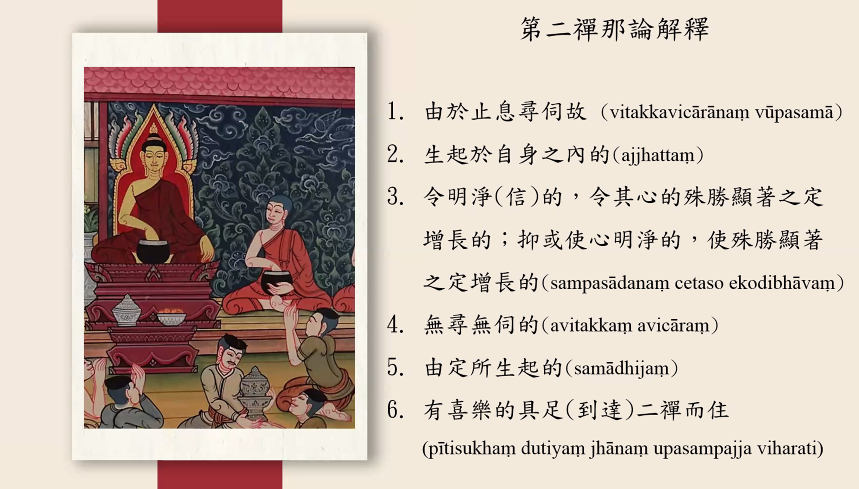 第二禪那論解釋
1. 由於止息尋伺故（vitakkavicārānaṃ vūpasamā）
2. 生起於自身之內的(ajjhattaṃ)
3. 令明淨(信)的，令其心的殊勝顯著之定
增長的；抑或使心明淨的，使殊勝顯著
之定增長的(sampasādanaṃ cetaso ekodibhāvaṃ)
4. 無尋無伺的(avitakkaṃ avicāraṃ)
5. 由定所生起的(samādhijaṃ)
6. 有喜樂的具足(到達)二禪而住
(pītisukhaṃ dutiyaṃ jhānaṃ upasampajja viharati)